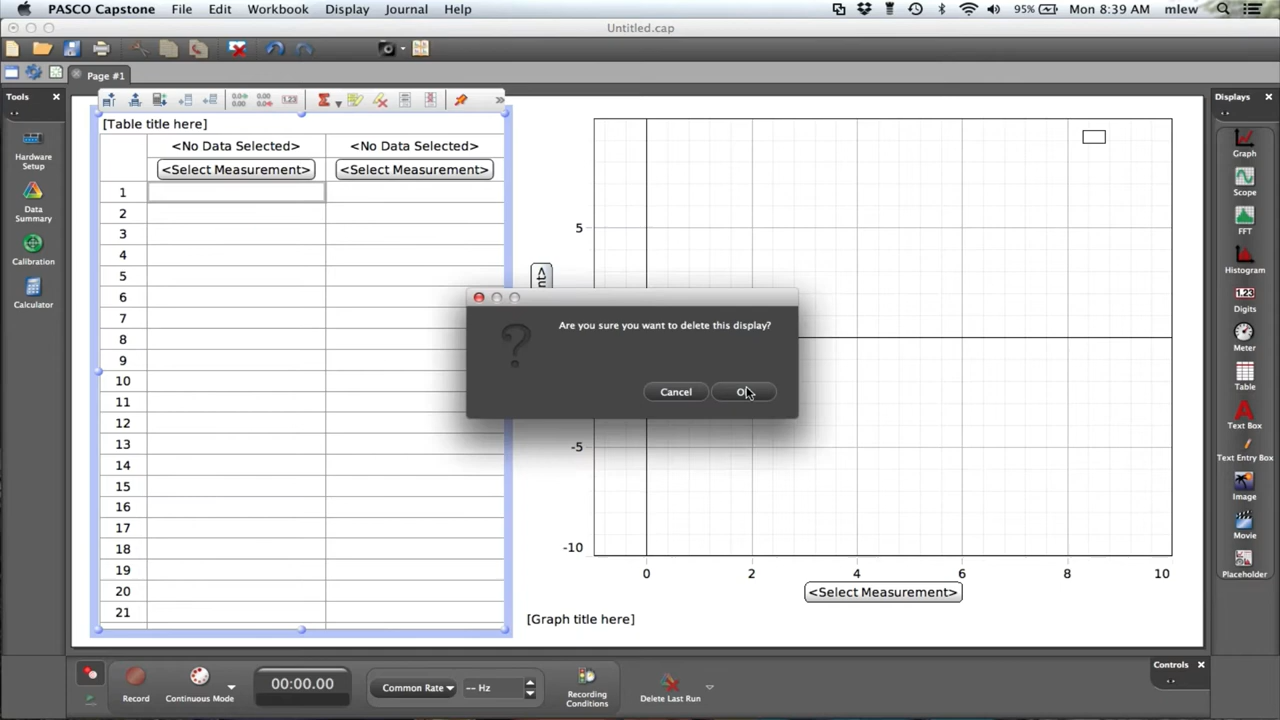 PASCO Capstone File Edit Workbook Display Journal Help 95% Mon 8:39 AM mlew
Untitled.cap
Page #1
Tools
Hardware
Setup
Data
Summary
Calibration
Calculator
[Table title here]
<No Data Selected> <No Data Selected>
<Select Measurement> <Select Measurement>
1
2
3
4
5
6
7
8
9
10
11
12
13
14
15
16
17
18
19
20
21
5
-5
-10
0 2 4 6 8 10
<Select Measurement>
[Graph title here]
Are you sure you want to delete this display?
Cancel
Displays
Graph
Scope
FFT
Histogram
Digits
Meter
Table
Text Box
Text Entry Box
Image
Movie
Placeholder
Record
Continuous Mode
00:00.00
Common Rate
-- Hz
Recording
Conditions
Delete Last Run
Controls